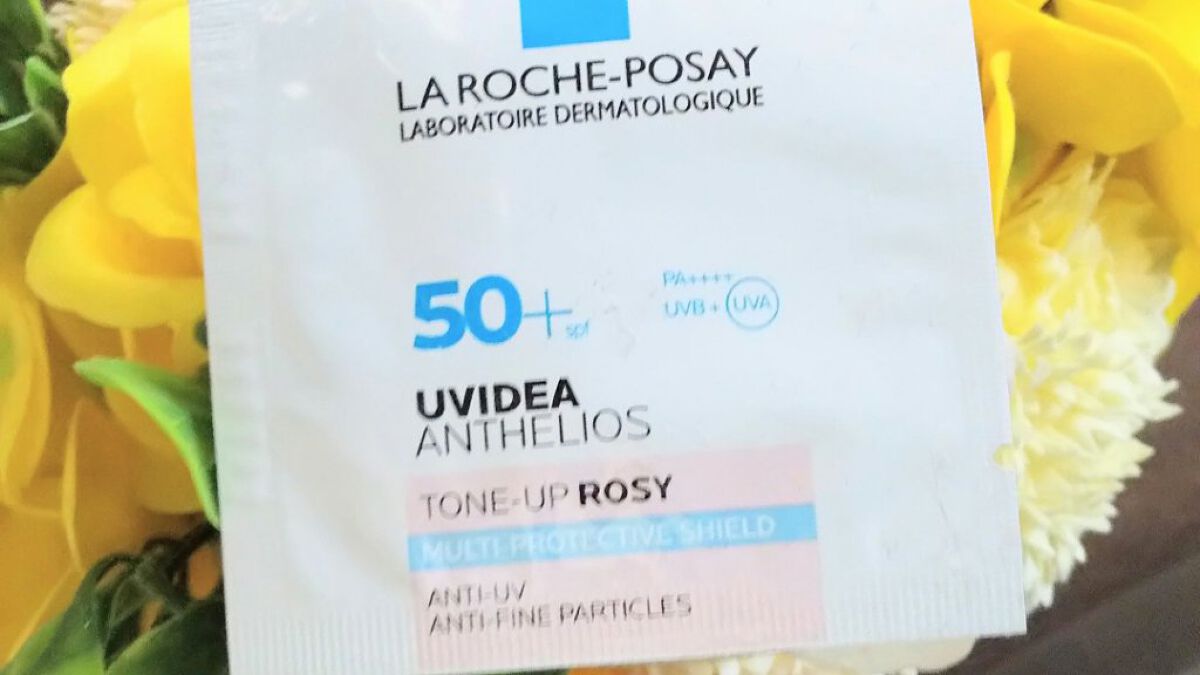 LA ROCHE-POSAY
LABORATOIRE DERMATOLOGIQUE
50+ spf
PA++++
UVB + UVA
UVIDEA
ANTHELIOS
TONE-UP ROSY
MULTI-PROTECTIVE SHIELD
ANTI-UV
ANTI-FINE PARTICLES